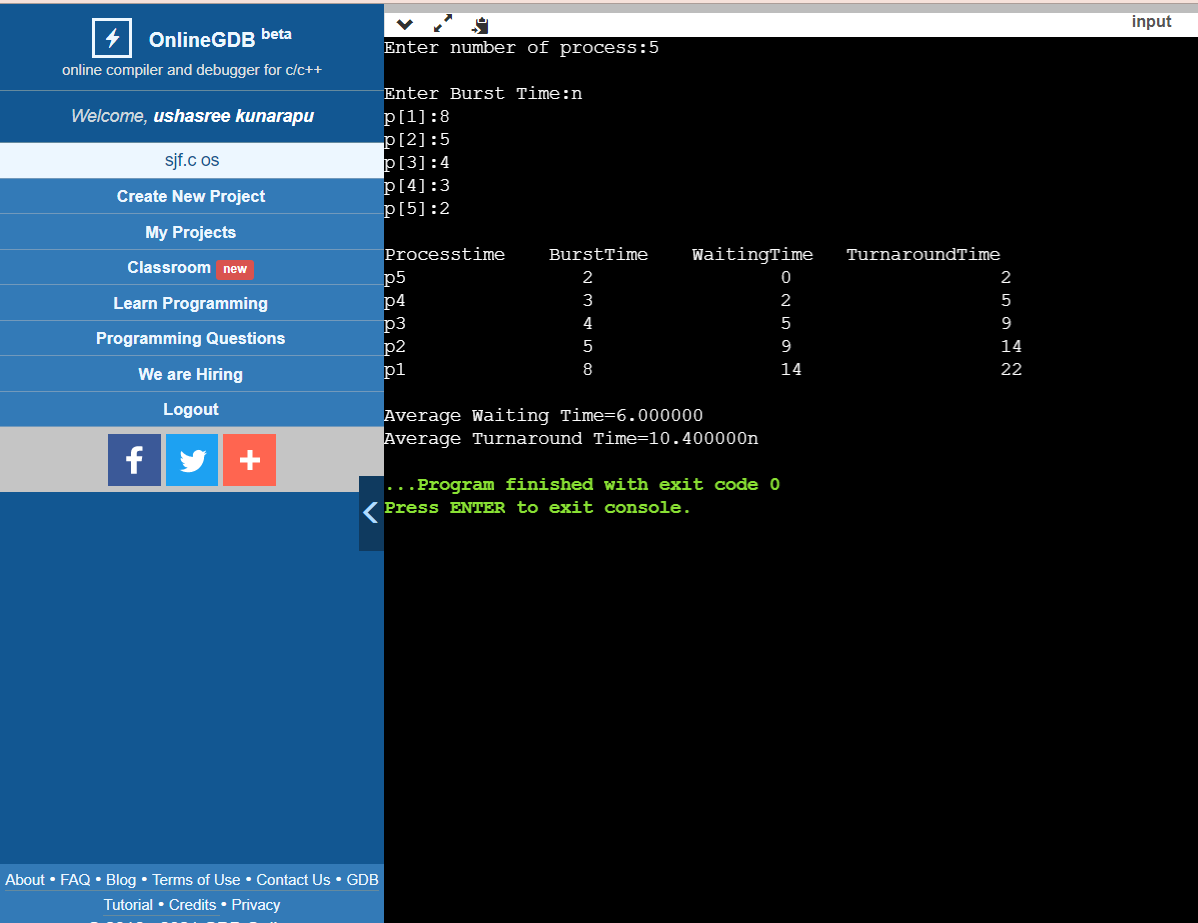 OnlineGDB beta
online compiler and debugger for c/c++
Welcome, ushasree kunarapu
sjf.c os
Create New Project
My Projects
Classroom new
Learn Programming
Programming Questions
We are Hiring
Logout
About • FAQ • Blog • Terms of Use • Contact Us • GDB
Tutorial • Credits • Privacy
input
Enter number of process:5
Enter Burst Time:n
p[1]:8
p[2]:5
p[3]:4
p[4]:3
p[5]:2
Processtime BurstTime WaitingTime TurnaroundTime
p5 2 0 2
p4 3 2 5
p3 4 5 9
p2 5 9 14
p1 8 14 22
Average Waiting Time=6.000000
Average Turnaround Time=10.400000n
...Program finished with exit code 0
Press ENTER to exit console.